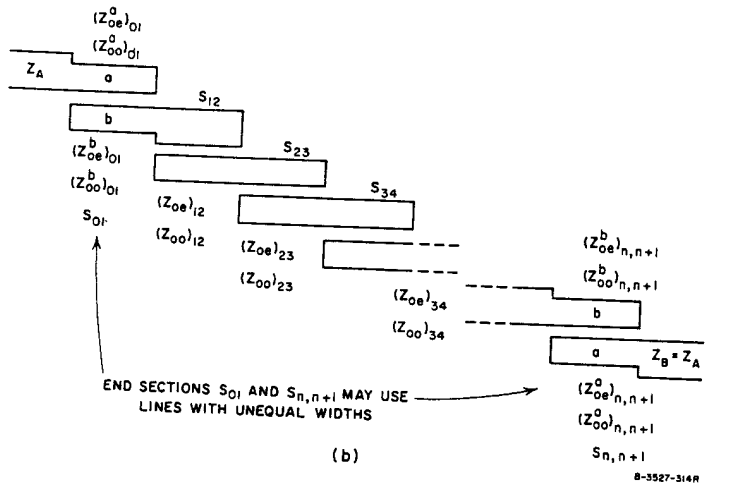 (Z^a_oe)_01
(Z^a_oo)_01
Z_A
a
S_12
b
S_23
(Z^b_oe)_01
(Z^b_oo)_01
S_01
S_34
(Z_oe)_12
(Z_oo)_12
(Z_oe)_23
(Z_oo)_23
(Z^b_oe)_n,n+1
(Z^b_oo)_n,n+1
(Z_oe)_34
(Z_oo)_34
b
a
Z_B = Z_A
END SECTIONS S_01 AND S_n,n+1 MAY USE
LINES WITH UNEQUAL WIDTHS
(Z^a_oe)_n,n+1
(Z^a_oo)_n,n+1
S_n,n+1
(b)
B-3527-314R